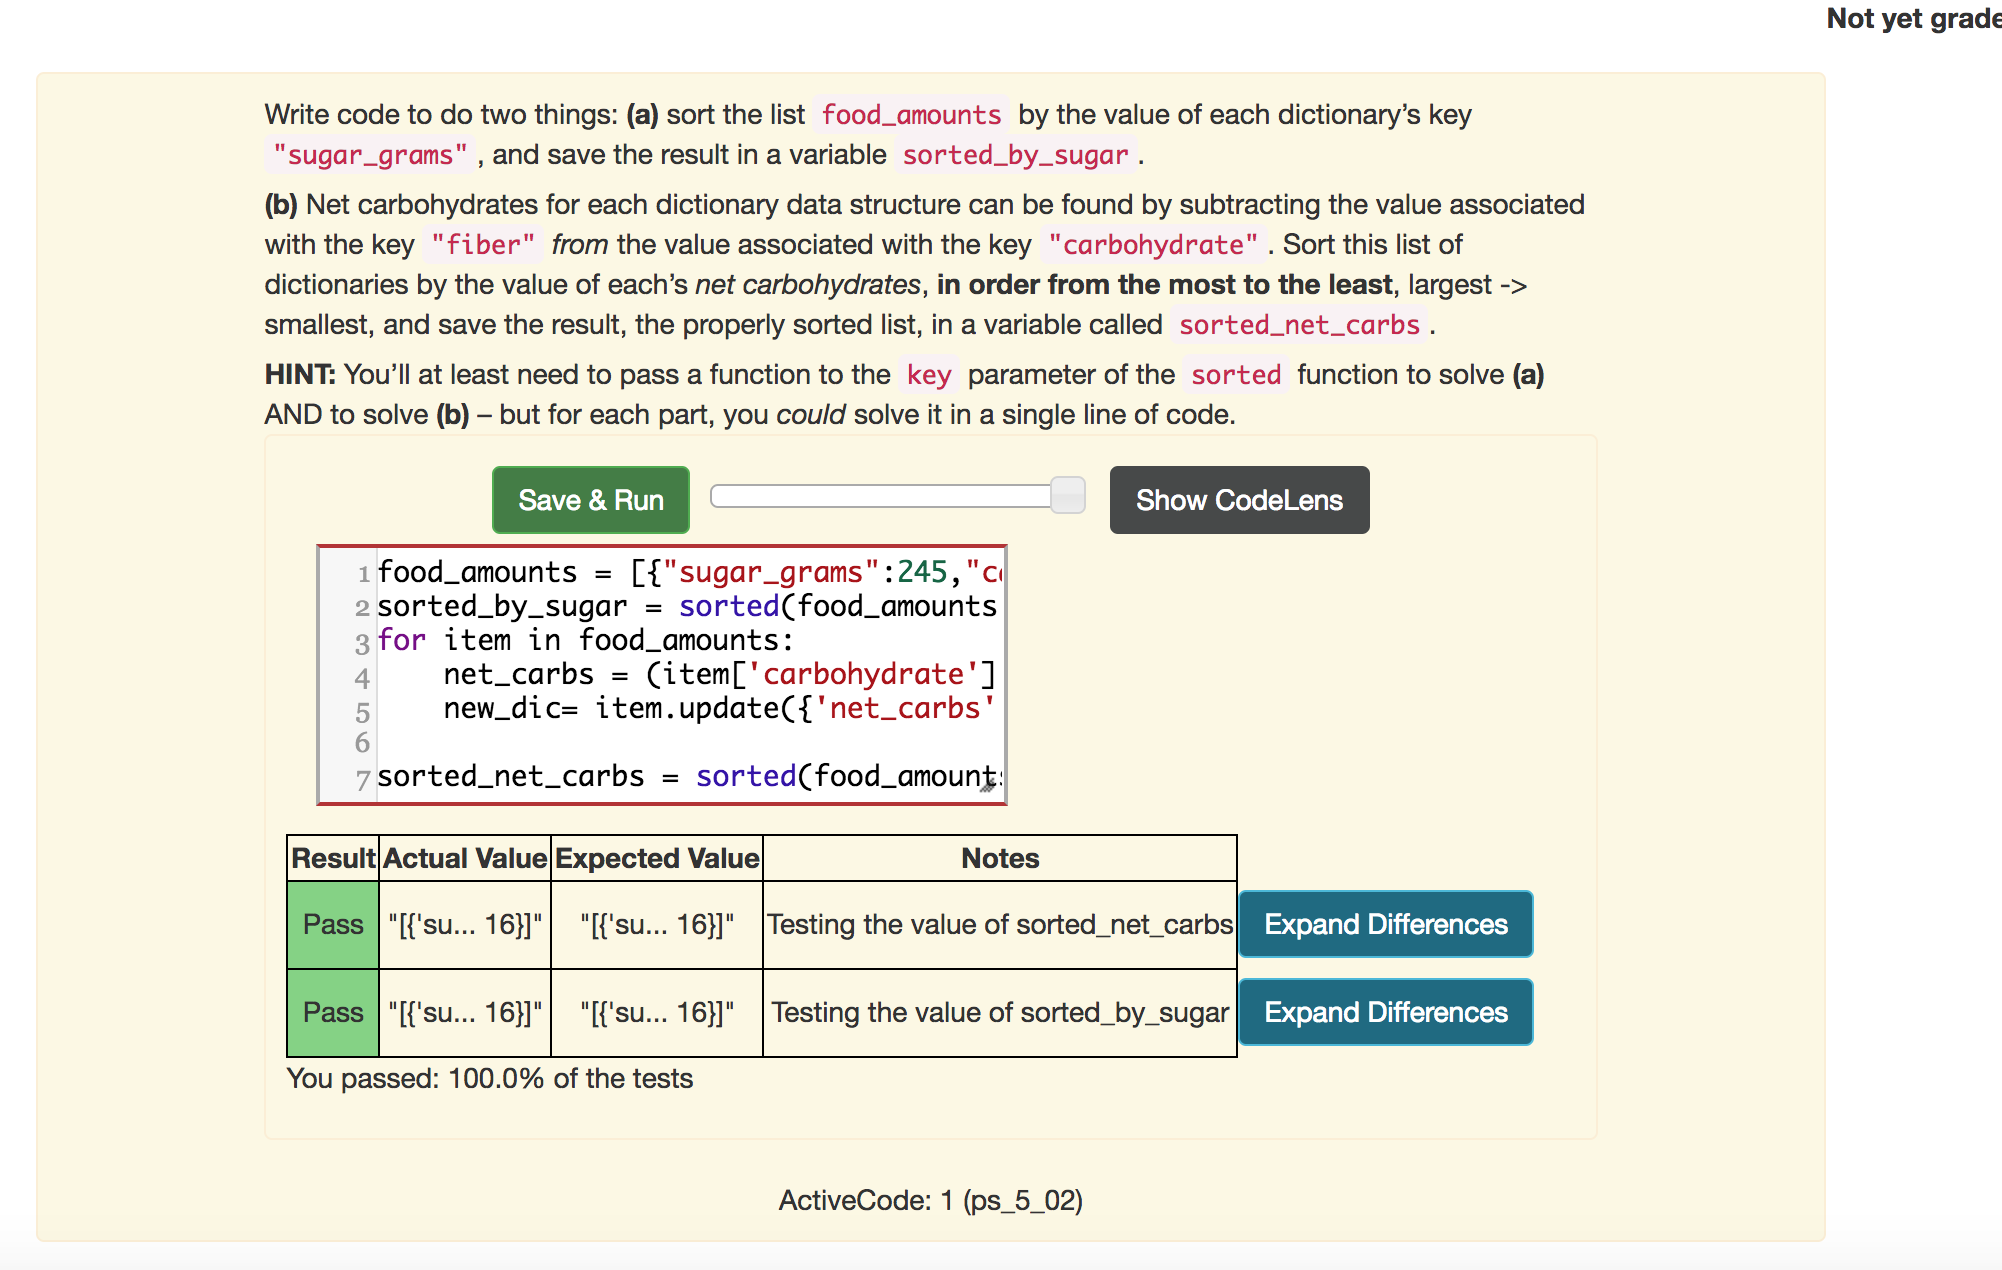 Not yet grade
Write code to do two things: (a) sort the list food_amounts by the value of each dictionary’s key
"sugar_grams" , and save the result in a variable sorted_by_sugar .
(b) Net carbohydrates for each dictionary data structure can be found by subtracting the value associated
with the key "fiber" from the value associated with the key "carbohydrate" . Sort this list of
dictionaries by the value of each’s net carbohydrates, in order from the most to the least, largest ->
smallest, and save the result, the properly sorted list, in a variable called sorted_net_carbs .
HINT: You’ll at least need to pass a function to the key parameter of the sorted function to solve (a)
AND to solve (b) – but for each part, you could solve it in a single line of code.
Save & Run Show CodeLens
1 food_amounts = [{"sugar_grams":245,"c
2 sorted_by_sugar = sorted(food_amounts
3 for item in food_amounts:
4 net_carbs = (item['carbohydrate']
5 new_dic= item.update({'net_carbs'
6
7 sorted_net_carbs = sorted(food_amounts
Result Actual Value Expected Value Notes
Pass "[{'su... 16}]" "[{'su... 16}]" Testing the value of sorted_net_carbs Expand Differences
Pass "[{'su... 16}]" "[{'su... 16}]" Testing the value of sorted_by_sugar Expand Differences
You passed: 100.0% of the tests
ActiveCode: 1 (ps_5_02)